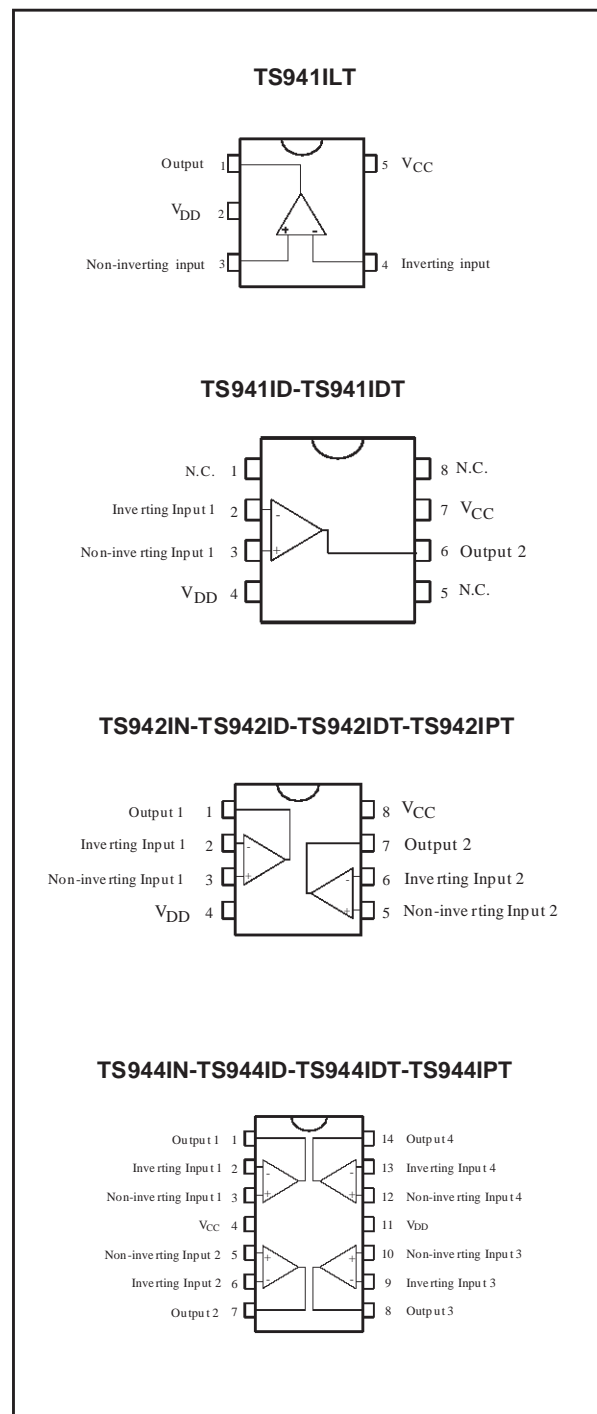 TS941ILT
Output 1 5 VCC
VDD 2
+ -
Non-inverting input 3 4 Inverting input
TS941ID-TS941IDT
N.C. 1 8 N.C.
Inverting Input 1 2 - 7 VCC
Non-inverting Input 1 3 + 6 Output 2
VDD 4 5 N.C.
TS942IN-TS942ID-TS942IDT-TS942IPT
Output 1 1 8 VCC
Inverting Input 1 2 - 7 Output 2
Non-inverting Input 1 3 + - 6 Inverting Input 2
VDD 4 + 5 Non-inverting Input 2
TS944IN-TS944ID-TS944IDT-TS944IPT
Output 1 1 14 Output 4
Inverting Input 1 2 - - 13 Inverting Input 4
Non-inverting Input 1 3 + + 12 Non-inverting Input 4
VCC 4 11 VDD
Non-inverting Input 2 5 + + 10 Non-inverting Input 3
Inverting Input 2 6 - - 9 Inverting Input 3
Output 2 7 8 Output 3